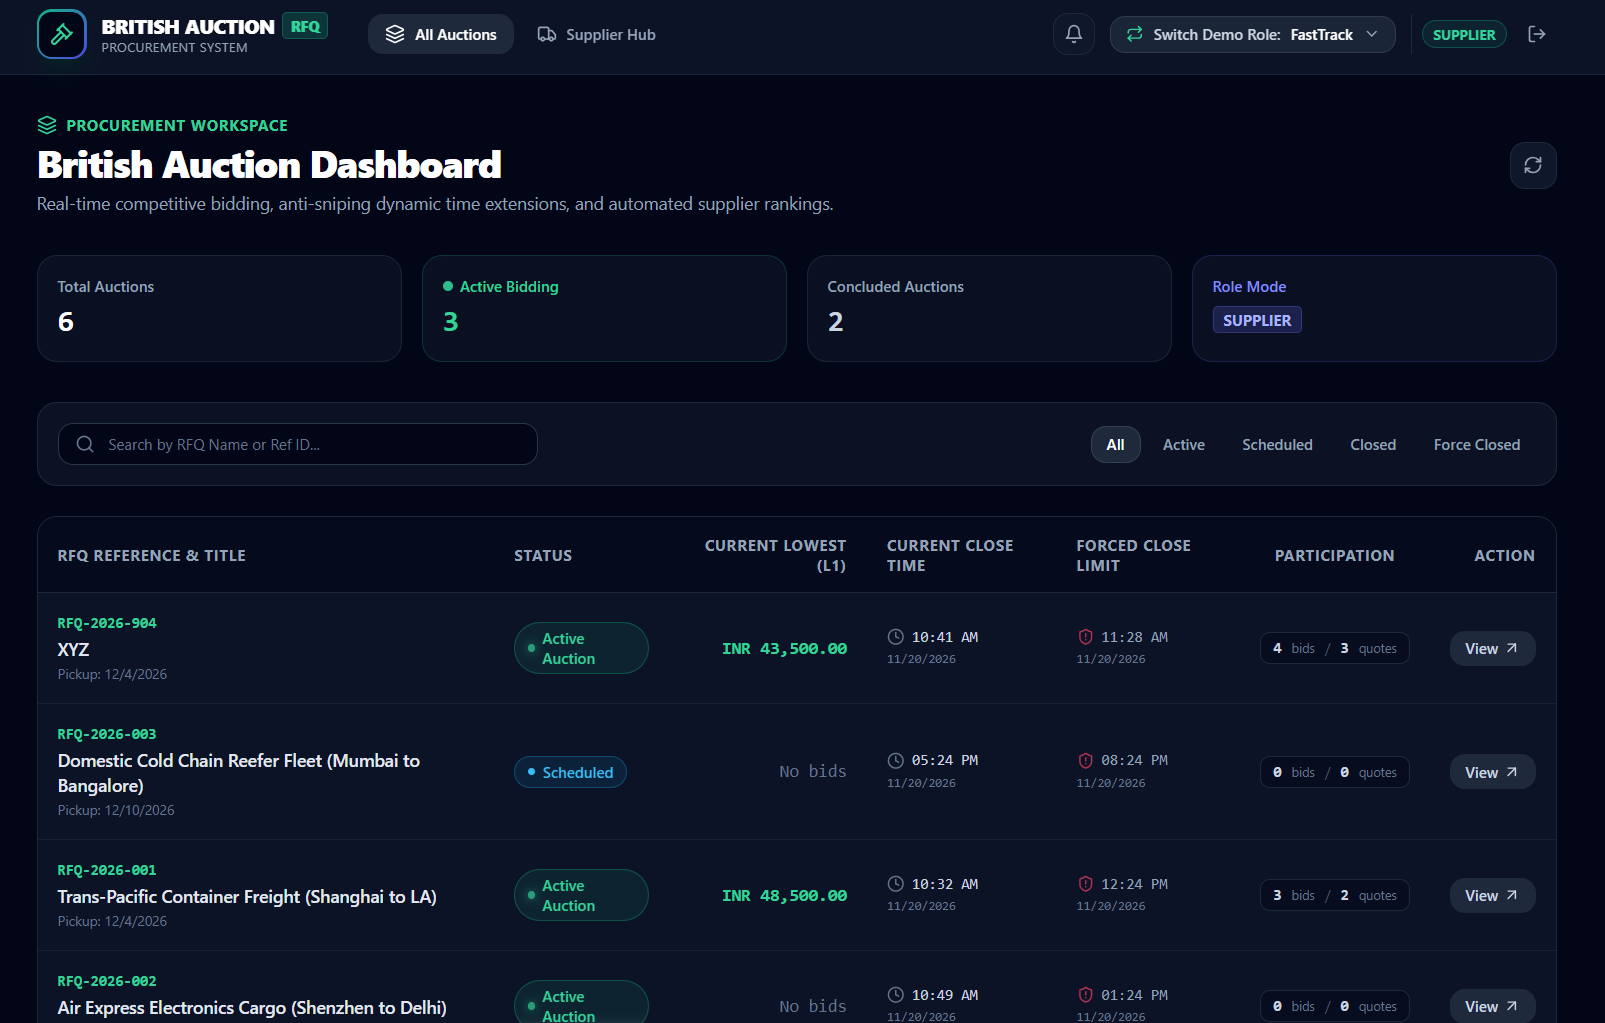 BRITISH AUCTION RFQ
PROCUREMENT SYSTEM
All Auctions
Supplier Hub
Switch Demo Role: FastTrack
SUPPLIER
PROCUREMENT WORKSPACE
British Auction Dashboard
Real-time competitive bidding, anti-sniping dynamic time extensions, and automated supplier rankings.
Total Auctions
6
Active Bidding
3
Concluded Auctions
2
Role Mode
SUPPLIER
Search by RFQ Name or Ref ID...
All
Active
Scheduled
Closed
Force Closed
RFQ REFERENCE & TITLE
STATUS
CURRENT LOWEST
(L1)
CURRENT CLOSE
TIME
FORCED CLOSE
LIMIT
PARTICIPATION
ACTION
RFQ-2026-904
XYZ
Pickup: 12/4/2026
Active
Auction
INR 43,500.00
10:41 AM
11/20/2026
11:28 AM
11/20/2026
4 bids / 3 quotes
View
RFQ-2026-003
Domestic Cold Chain Reefer Fleet (Mumbai to
Bangalore)
Pickup: 12/10/2026
Scheduled
No bids
05:24 PM
11/20/2026
08:24 PM
11/20/2026
0 bids / 0 quotes
View
RFQ-2026-001
Trans-Pacific Container Freight (Shanghai to LA)
Pickup: 12/4/2026
Active
Auction
INR 48,500.00
10:32 AM
11/20/2026
12:24 PM
11/20/2026
3 bids / 2 quotes
View
RFQ-2026-002
Air Express Electronics Cargo (Shenzhen to Delhi)
Active
Auction
No bids
10:49 AM
11/20/2026
01:24 PM
11/20/2026
0 bids / 0 quotes
View